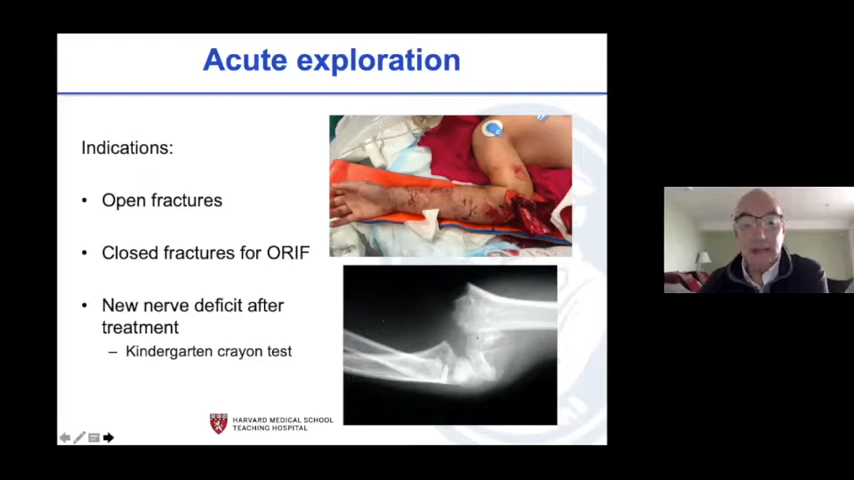 Acute exploration
Indications:
• Open fractures
• Closed fractures for ORIF
• New nerve deficit after
treatment
– Kindergarten crayon test
HARVARD MEDICAL SCHOOL
TEACHING HOSPITAL